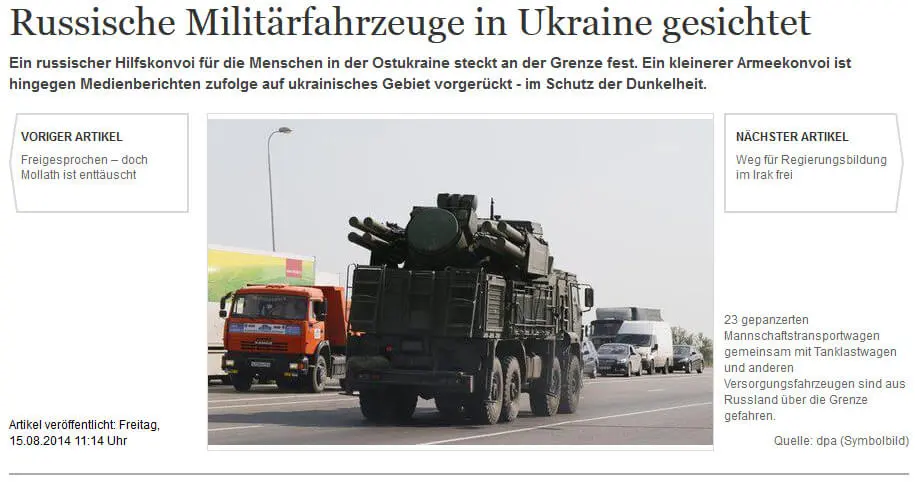 Russische Militärfahrzeuge in Ukraine gesichtet
Ein russischer Hilfskonvoi für die Menschen in der Ostukraine steckt an der Grenze fest. Ein kleinerer Armeekonvoi ist
hingegen Medienberichten zufolge auf ukrainisches Gebiet vorgerückt - im Schutz der Dunkelheit.
VORIGER ARTIKEL
Freigesprochen – doch
Mollath ist enttäuscht
NÄCHSTER ARTIKEL
Weg für Regierungsbildung
im Irak frei
23 gepanzerten
Mannschaftstransportwagen
gemeinsam mit Tanklastwagen
und anderen
Versorgungsfahrzeugen sind aus
Russland über die Grenze
gefahren.
Quelle: dpa (Symbolbild)
Artikel veröffentlicht: Freitag,
15.08.2014 11:14 Uhr